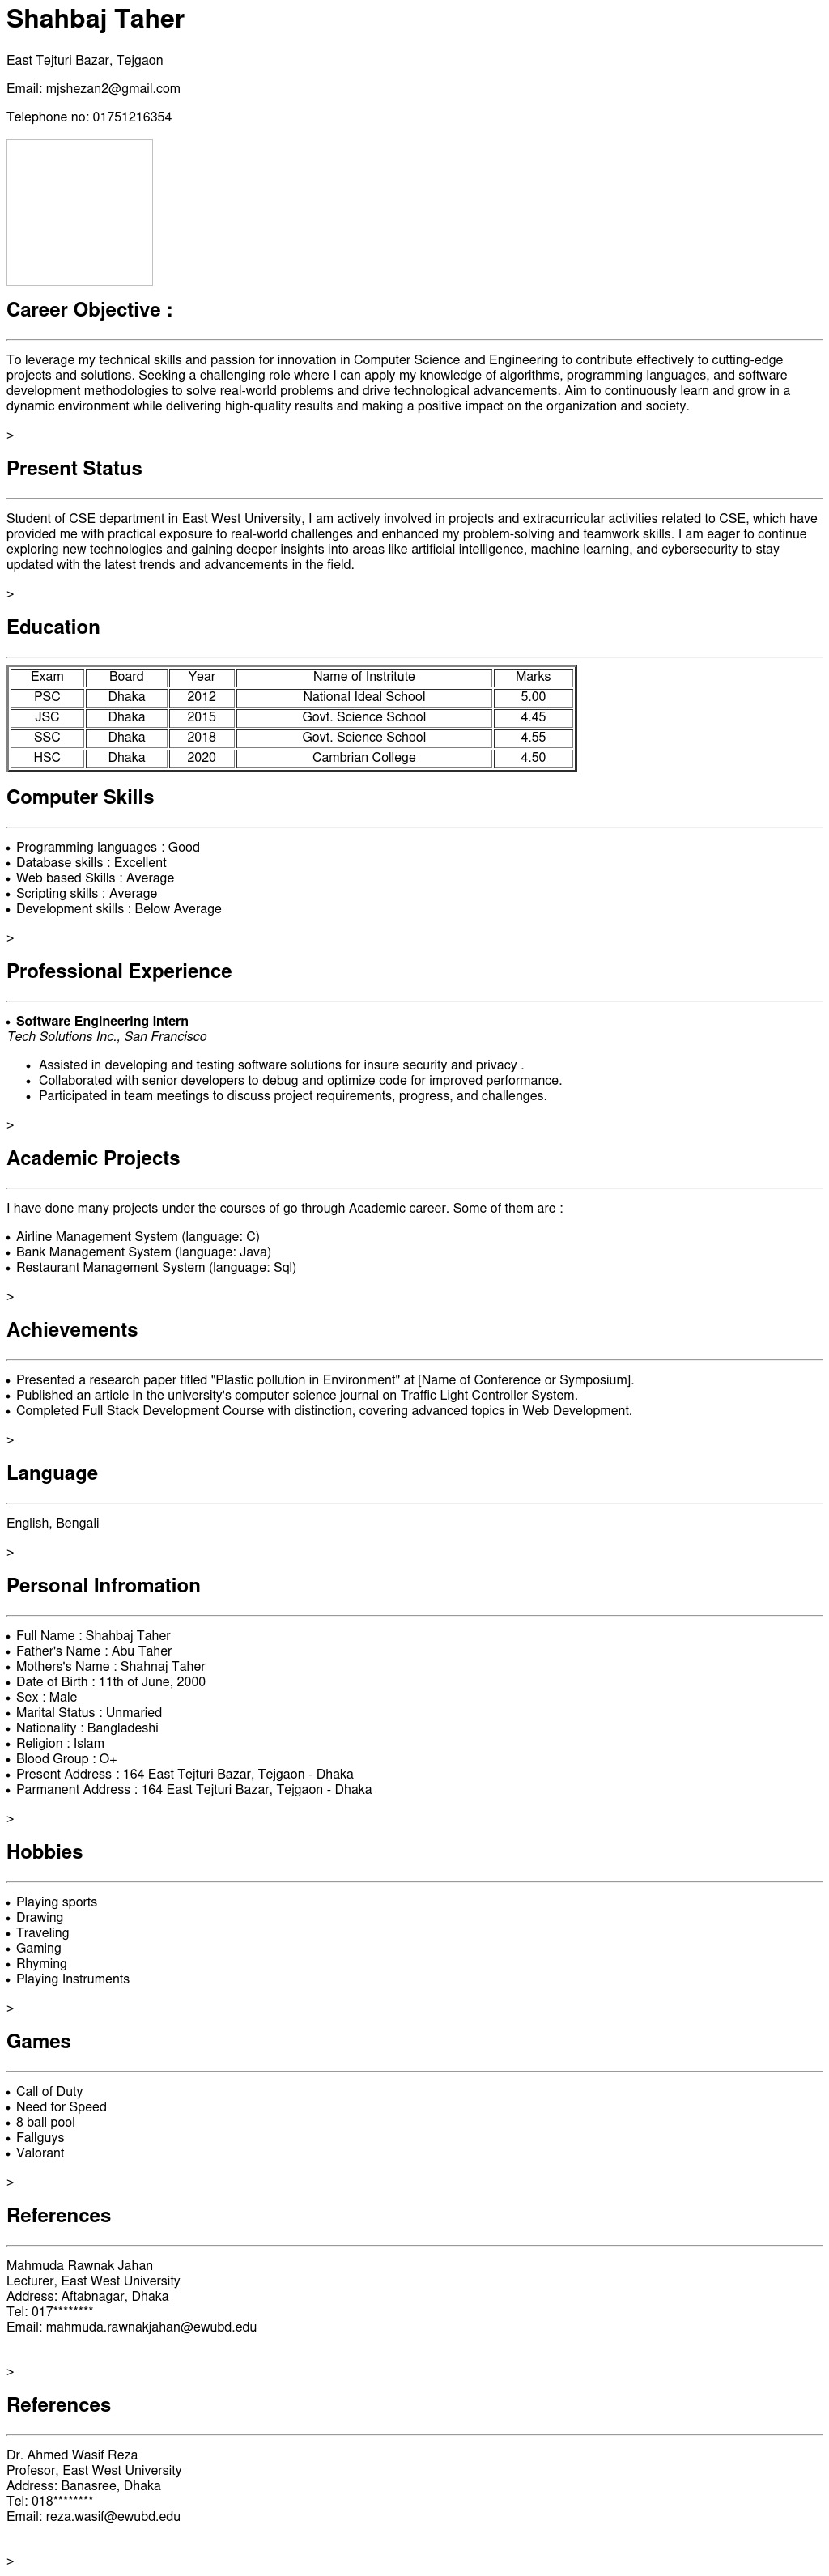 Shahbaj Taher
East Tejturi Bazar, Tejgaon
Email: mjshezan2@gmail.com
Telephone no: 01751216354
Career Objective :
To leverage my technical skills and passion for innovation in Computer Science and Engineering to contribute effectively to cutting-edge
projects and solutions. Seeking a challenging role where I can apply my knowledge of algorithms, programming languages, and software
development methodologies to solve real-world problems and drive technological advancements. Aim to continuously learn and grow in a
dynamic environment while delivering high-quality results and making a positive impact on the organization and society.
>
Present Status
Student of CSE department in East West University, I am actively involved in projects and extracurricular activities related to CSE, which have
provided me with practical exposure to real-world challenges and enhanced my problem-solving and teamwork skills. I am eager to continue
exploring new technologies and gaining deeper insights into areas like artificial intelligence, machine learning, and cybersecurity to stay
updated with the latest trends and advancements in the field.
>
Education
Exam Board Year Name of Institrute Marks
PSC Dhaka 2012 National Ideal School 5.00
JSC Dhaka 2015 Govt. Science School 4.45
SSC Dhaka 2018 Govt. Science School 4.55
HSC Dhaka 2020 Cambrian College 4.50
Computer Skills
• Programming languages : Good
• Database skills : Excellent
• Web based Skills : Average
• Scripting skills : Average
• Development skills : Below Average
>
Professional Experience
• Software Engineering Intern
Tech Solutions Inc., San Francisco
• Assisted in developing and testing software solutions for insure security and privacy .
• Collaborated with senior developers to debug and optimize code for improved performance.
• Participated in team meetings to discuss project requirements, progress, and challenges.
>
Academic Projects
I have done many projects under the courses of go through Academic career. Some of them are :
• Airline Management System (language: C)
• Bank Management System (language: Java)
• Restaurant Management System (language: Sql)
>
Achievements
• Presented a research paper titled "Plastic pollution in Environment" at [Name of Conference or Symposium].
• Published an article in the university's computer science journal on Traffic Light Controller System.
• Completed Full Stack Development Course with distinction, covering advanced topics in Web Development.
>
Language
English, Bengali
>
Personal Infromation
• Full Name : Shahbaj Taher
• Father's Name : Abu Taher
• Mothers's Name : Shahnaj Taher
• Date of Birth : 11th of June, 2000
• Sex : Male
• Marital Status : Unmaried
• Nationality : Bangladeshi
• Religion : Islam
• Blood Group : O+
• Present Address : 164 East Tejturi Bazar, Tejgaon - Dhaka
• Parmanent Address : 164 East Tejturi Bazar, Tejgaon - Dhaka
>
Hobbies
• Playing sports
• Drawing
• Traveling
• Gaming
• Rhyming
• Playing Instruments
>
Games
• Call of Duty
• Need for Speed
• 8 ball pool
• Fallguys
• Valorant
>
References
Mahmuda Rawnak Jahan
Lecturer, East West University
Address: Aftabnagar, Dhaka
Tel: 017********
Email: mahmuda.rawnakjahan@ewubd.edu
>
References
Dr. Ahmed Wasif Reza
Profesor, East West University
Address: Banasree, Dhaka
Tel: 018********
Email: reza.wasif@ewubd.edu
>